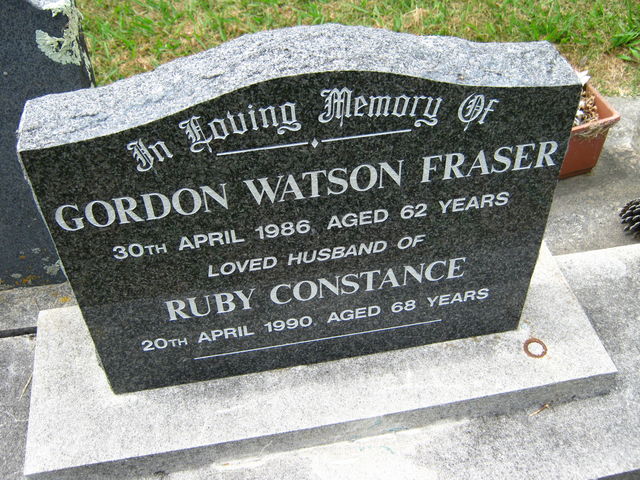 In Loving Memory Of
GORDON WATSON FRASER
30TH APRIL 1986 AGED 62 YEARS
LOVED HUSBAND OF
RUBY CONSTANCE
20TH APRIL 1990 AGED 68 YEARS